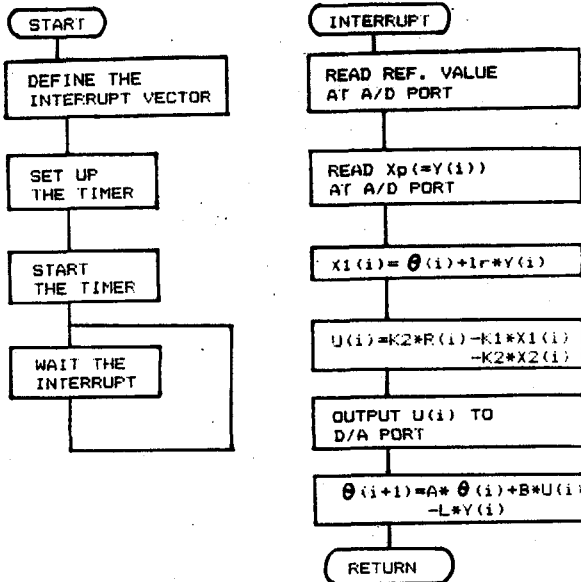 START
DEFINE THE
INTERRUPT VECTOR
SET UP
THE TIMER
START
THE TIMER
WAIT THE
INTERRUPT
INTERRUPT
READ REF. VALUE
AT A/D PORT
READ Xp(=Y(i))
AT A/D PORT
X1(i)= θ(i)+lr*Y(i)
U(i)=K2*R(i)-K1*X1(i)
-K2*X2(i)
OUTPUT U(i) TO
D/A PORT
θ(i+1)=A* θ(i)+B*U(i)
-L*Y(i)
RETURN